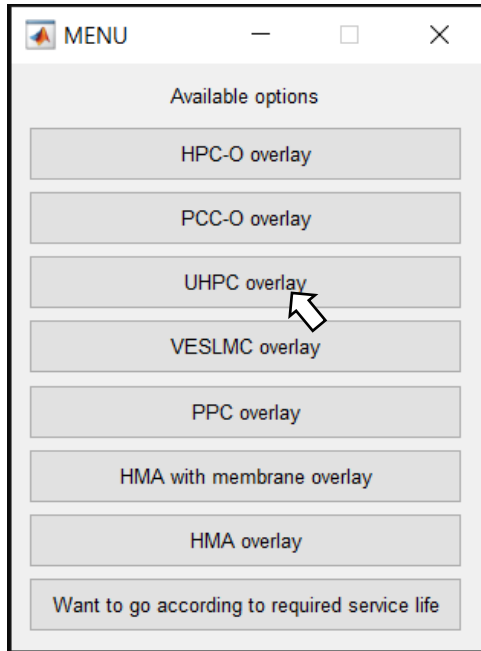 MENU
Available options
HPC-O overlay
PCC-O overlay
UHPC overlay
VESLMC overlay
PPC overlay
HMA with membrane overlay
HMA overlay
Want to go according to required service life